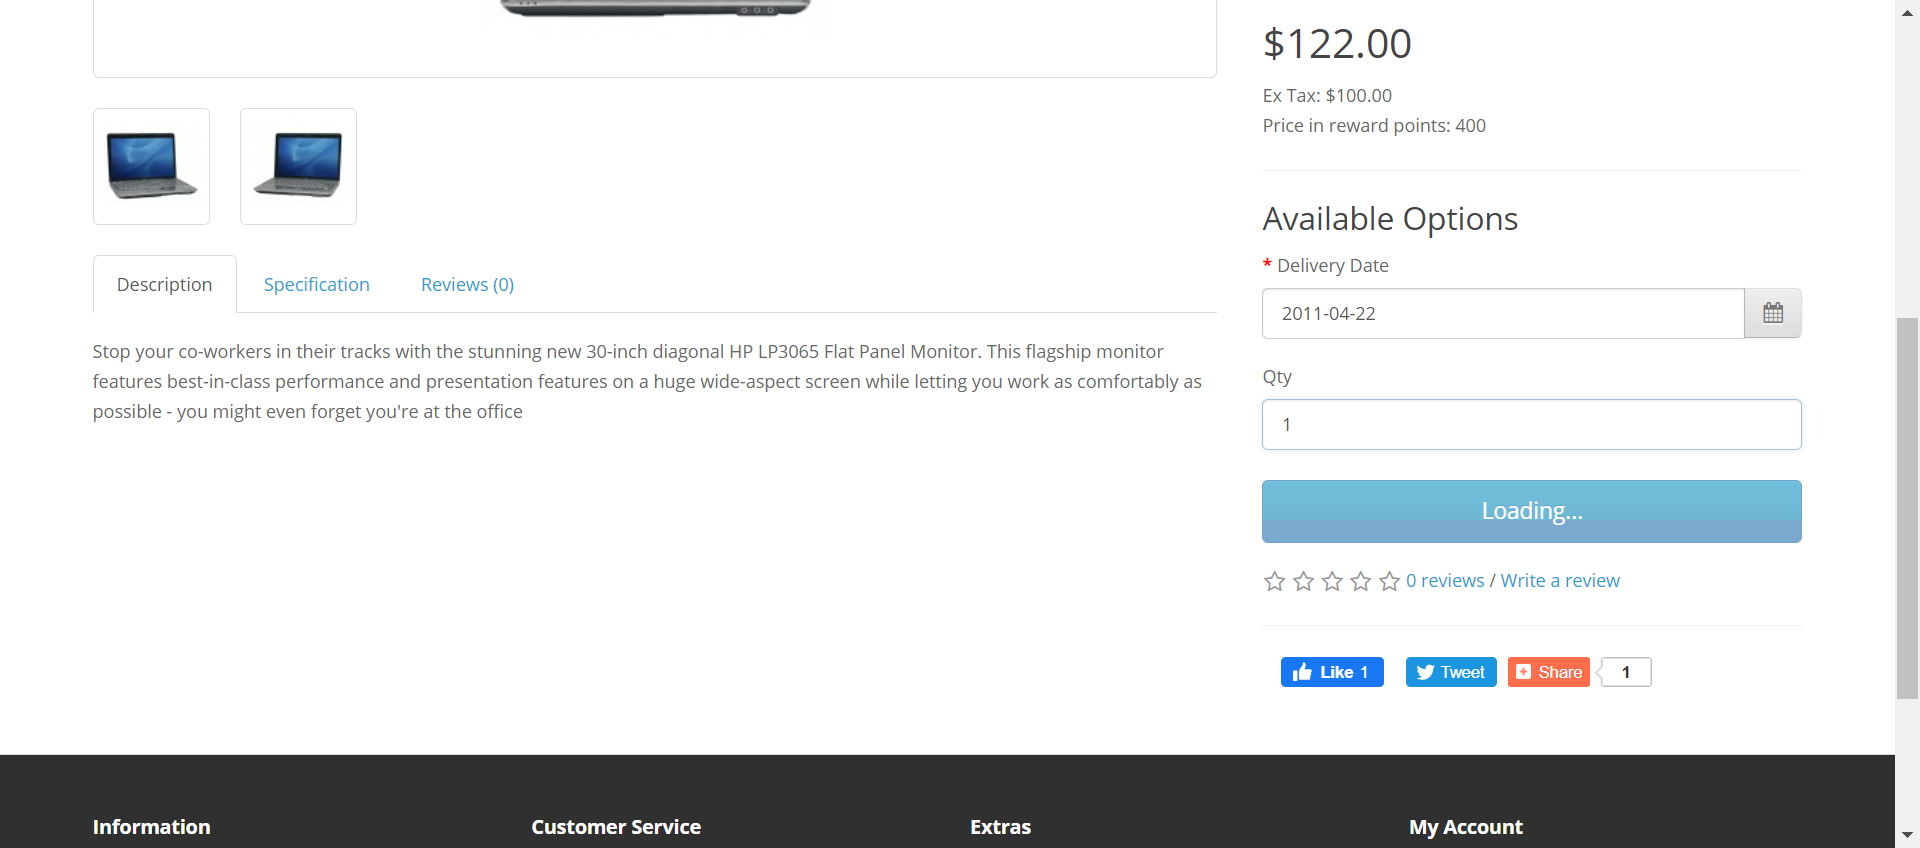 $122.00
Ex Tax: $100.00
Price in reward points: 400
Available Options
* Delivery Date
2011-04-22
Qty
1
Loading...
0 reviews / Write a review
Like 1
Tweet
Share
1
Description
Specification
Reviews (0)
Stop your co-workers in their tracks with the stunning new 30-inch diagonal HP LP3065 Flat Panel Monitor. This flagship monitor
features best-in-class performance and presentation features on a huge wide-aspect screen while letting you work as comfortably as
possible - you might even forget you're at the office
Information
Customer Service
Extras
My Account